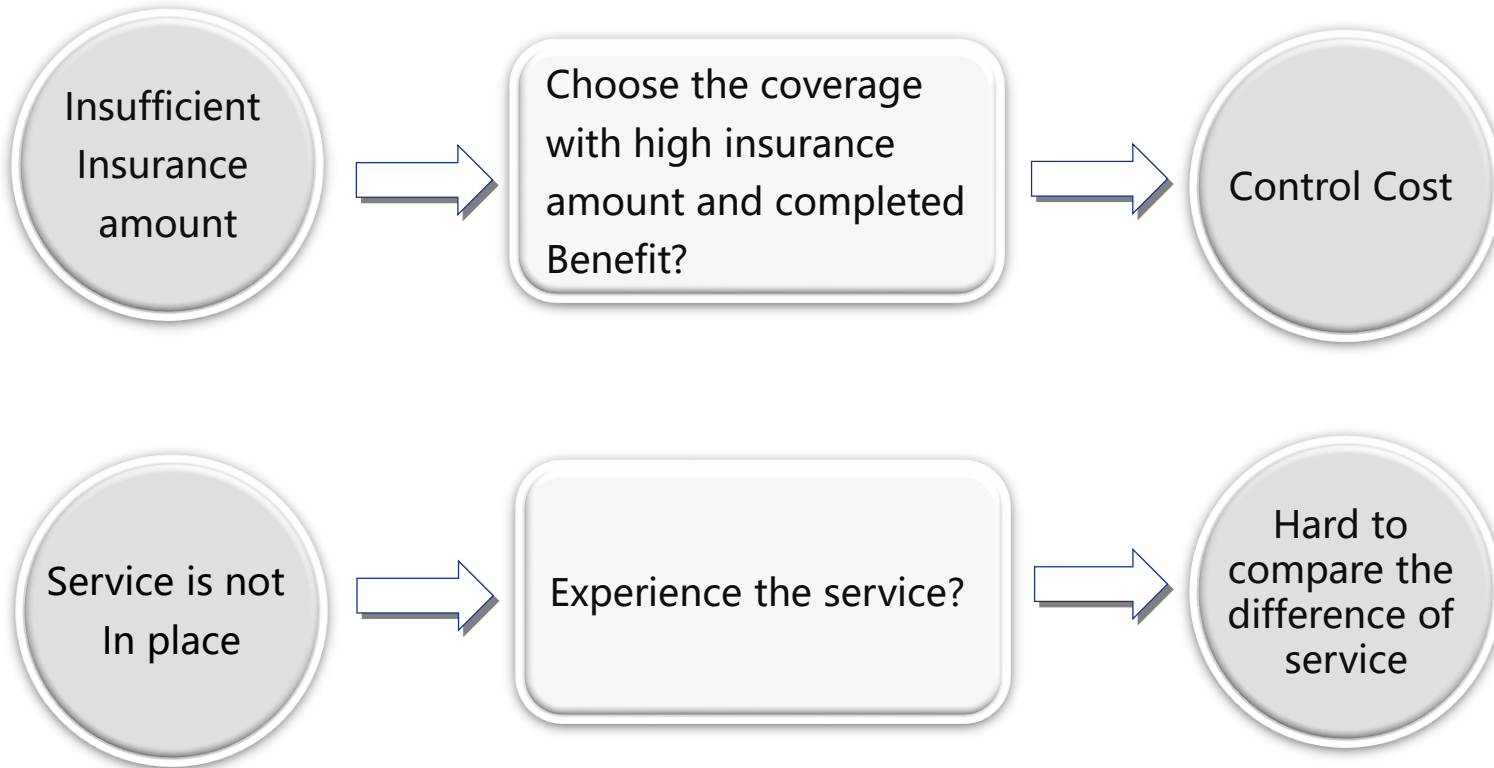 Insufficient
Insurance
amount
Choose the coverage
with high insurance
amount and completed
Benefit?
Control Cost
Service is not
In place
Experience the service?
Hard to
compare the
difference of
service